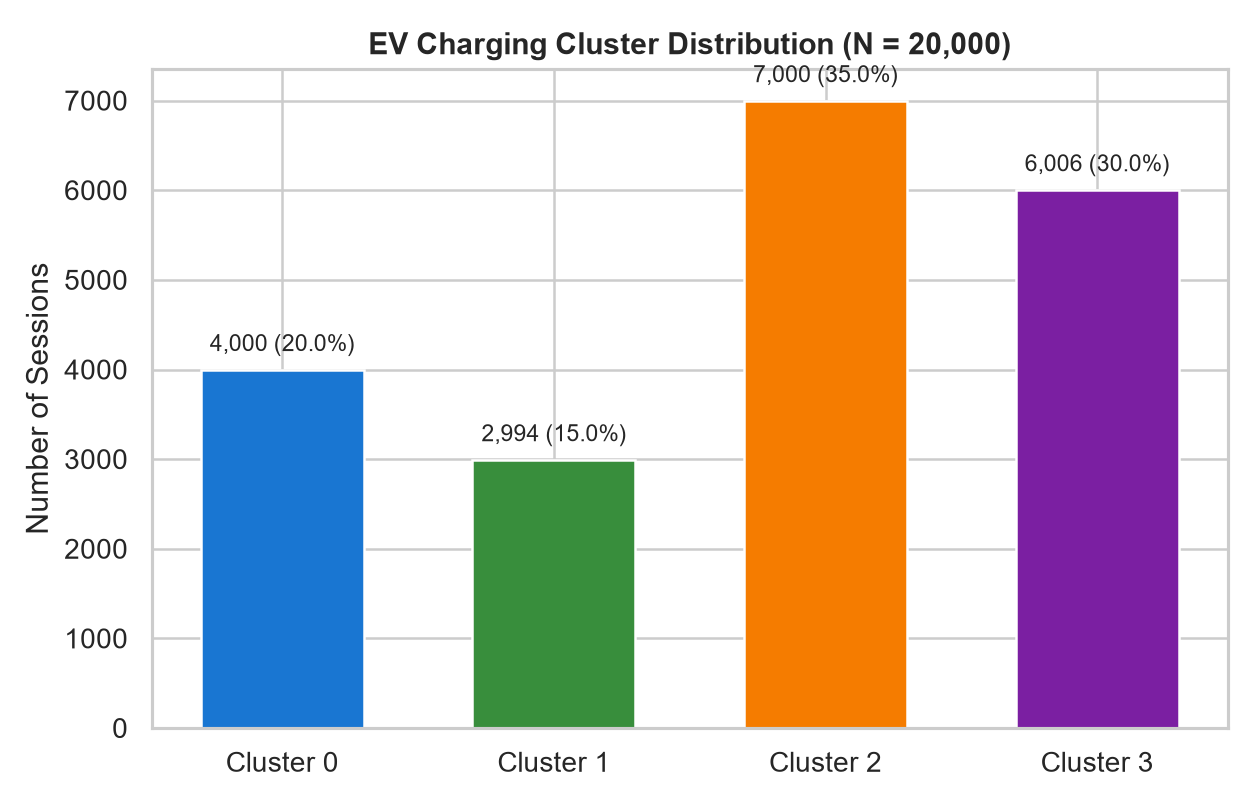 EV Charging Cluster Distribution (N = 20,000)
7,000 (35.0%)
7000
6,006 (30.0%)
6000
5000
4,000 (20.0%)
4000
2,994 (15.0%)
3000
2000
1000
0
Number of Sessions
Cluster 0
Cluster 1
Cluster 2
Cluster 3